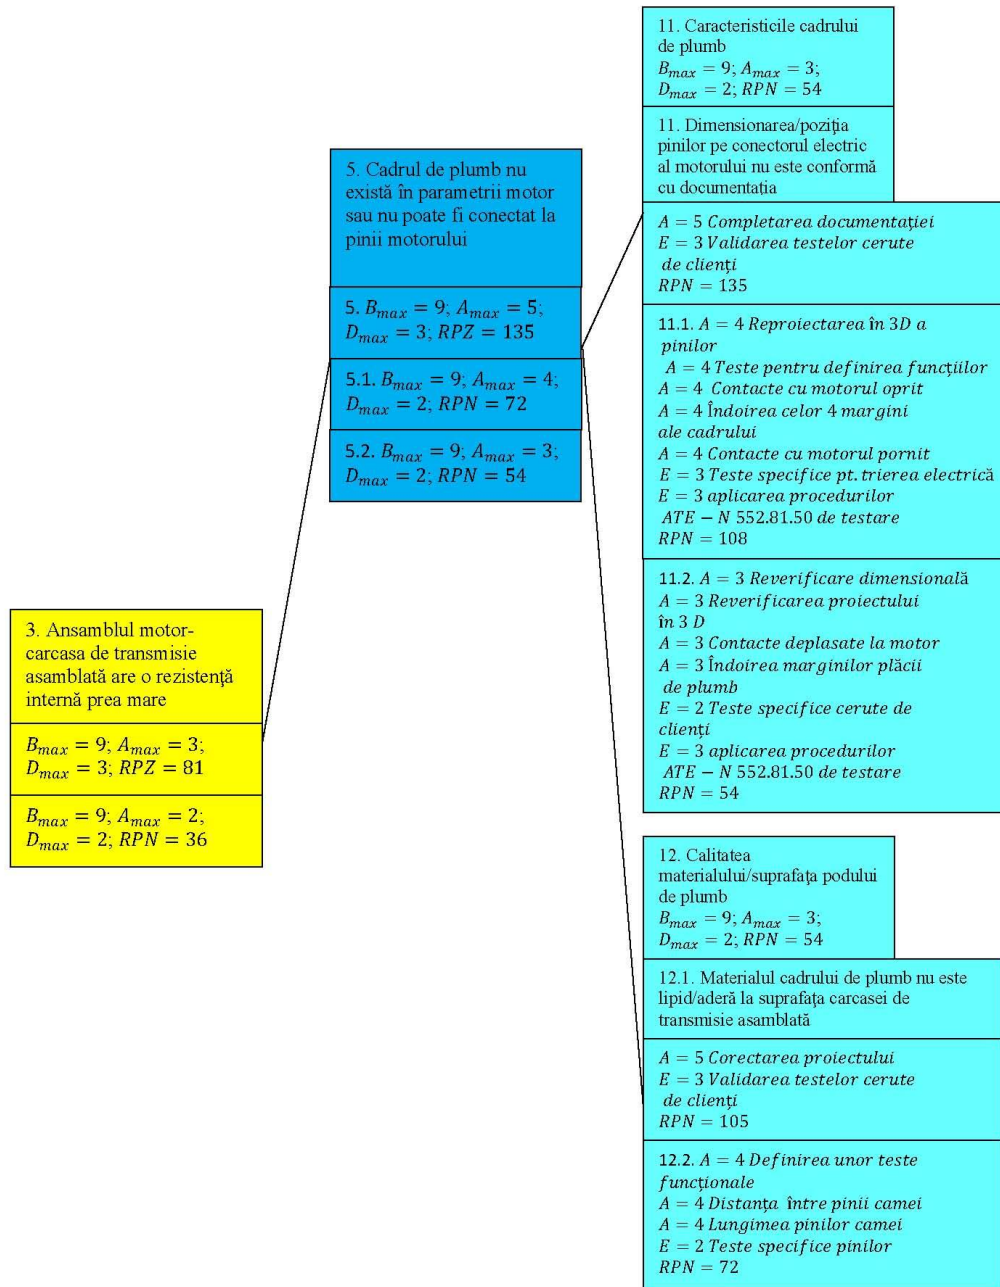 3. Ansamblul motor-
carcasa de transmisie
asamblată are o rezistență
internă prea mare
B_max = 9; A_max = 3;
D_max = 3; RPZ = 81
B_max = 9; A_max = 2;
D_max = 2; RPN = 36
5. Cadrul de plumb nu
există în parametrii motor
sau nu poate fi conectat la
pinii motorului
5. B_max = 9; A_max = 5;
D_max = 3; RPZ = 135
5.1. B_max = 9; A_max = 4;
D_max = 2; RPN = 72
5.2. B_max = 9; A_max = 3;
D_max = 2; RPN = 54
11. Caracteristicile cadrului
de plumb
B_max = 9; A_max = 3;
D_max = 2; RPN = 54
11. Dimensionarea/poziția
pinilor pe conectorul electric
al motorului nu este conformă
cu documentația
A = 5 Completarea documentației
E = 3 Validarea testelor cerute
de clienți
RPN = 135
11.1. A = 4 Reproiectarea în 3D a
pinilor
A = 4 Teste pentru definirea funcțiilor
A = 4 Contacte cu motorul oprit
A = 4 Îndoirea celor 4 margini
ale cadrului
A = 4 Contacte cu motorul pornit
E = 3 Teste specifice pt. trierea electrică
E = 3 aplicarea procedurilor
ATE − N 552.81.50 de testare
RPN = 108
11.2. A = 3 Reverificare dimensională
A = 3 Reverificarea proiectului
în 3 D
A = 3 Contacte deplasate la motor
A = 3 Îndoirea marginilor plăcii
de plumb
E = 2 Teste specifice cerute de
clienți
E = 3 aplicarea procedurilor
ATE − N 552.81.50 de testare
RPN = 54
12. Calitatea
materialului/suprafața podului
de plumb
B_max = 9; A_max = 3;
D_max = 2; RPN = 54
12.1. Materialul cadrului de plumb nu este
lipid/aderă la suprafața carcasei de
transmisie asamblată
A = 5 Corectarea proiectului
E = 3 Validarea testelor cerute
de clienți
RPN = 105
12.2. A = 4 Definirea unor teste
funcționale
A = 4 Distanța între pinii camei
A = 4 Lungimea pinilor camei
E = 2 Teste specifice pinilor
RPN = 72